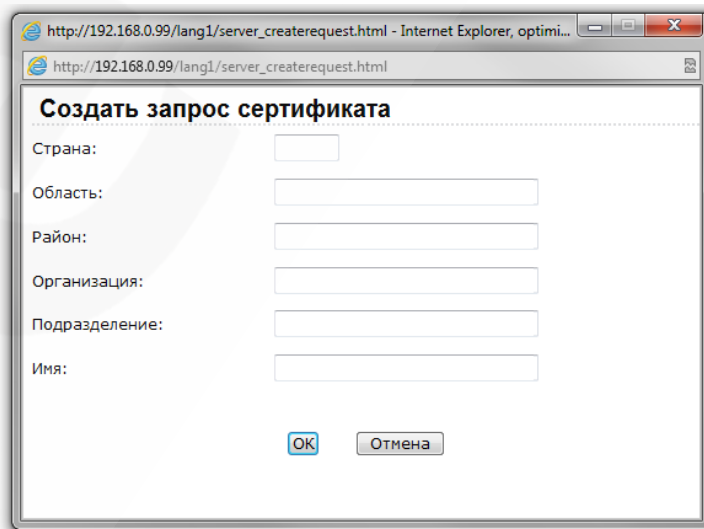 http://192.168.0.99/lang1/server_createrequest.html - Internet Explorer, optimi...
http://192.168.0.99/lang1/server_createrequest.html
Создать запрос сертификата
Страна:
Область:
Район:
Организация:
Подразделение:
Имя:
OK Отмена